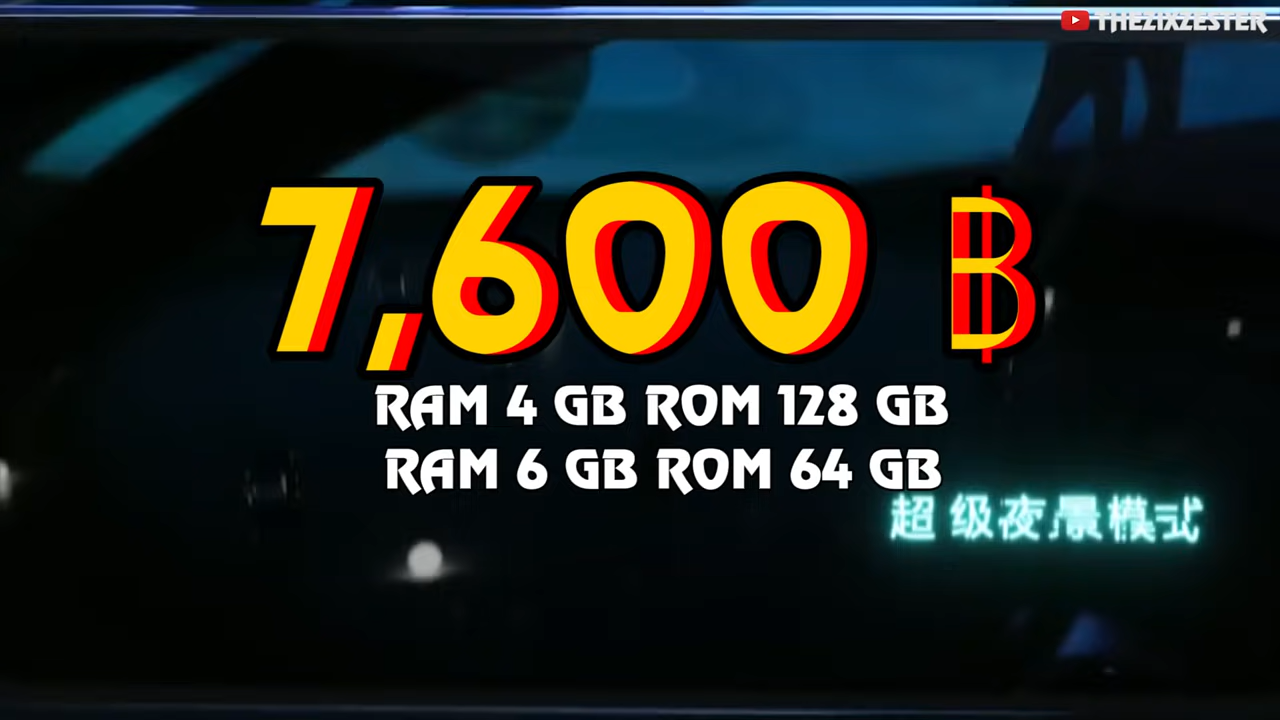 THEZIXZESTER
7,600 ฿
RAM 4 GB ROM 128 GB
RAM 6 GB ROM 64 GB
超级夜景模式